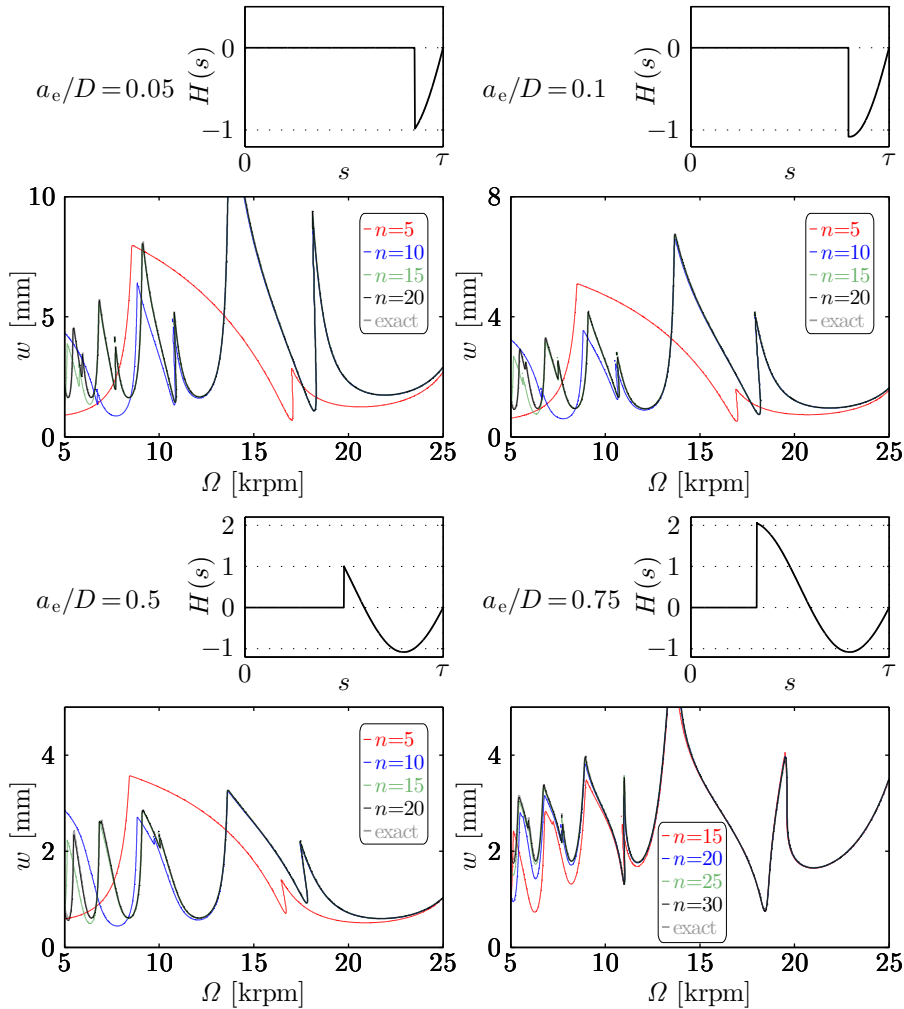 a_e/D = 0.05
H(s)
0
−1
0
s
τ
a_e/D = 0.1
H(s)
0
−1
0
s
τ
w [mm]
10
5
0
n=5
n=10
n=15
n=20
exact
5 10 15 20 25
Ω [krpm]
w [mm]
8
4
0
n=5
n=10
n=15
n=20
exact
5 10 15 20 25
Ω [krpm]
a_e/D = 0.5
H(s)
2
1
0
−1
0
s
τ
a_e/D = 0.75
H(s)
2
1
0
−1
0
s
τ
w [mm]
4
2
0
n=5
n=10
n=15
n=20
exact
5 10 15 20 25
Ω [krpm]
w [mm]
4
2
0
n=15
n=20
n=25
n=30
exact
5 10 15 20 25
Ω [krpm]